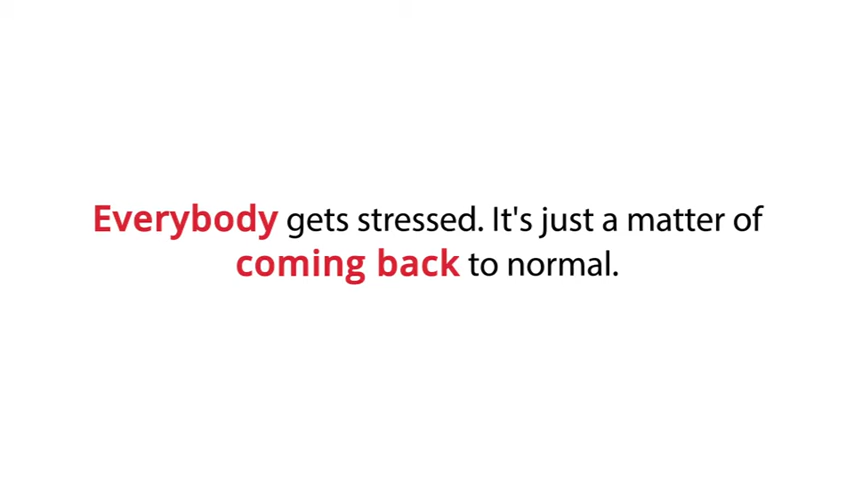 Everybody gets stressed. It's just a matter of
coming back to normal.